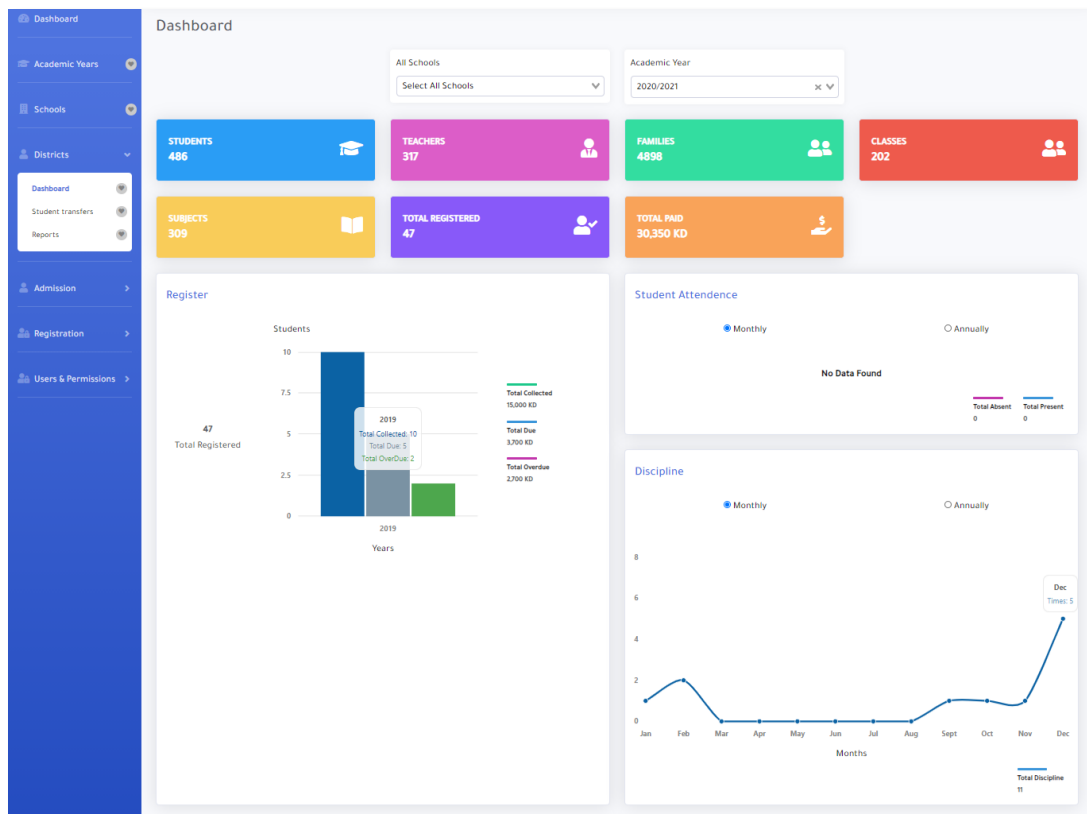 Dashboard
Academic Years
Schools
Districts
Dashboard
Student transfers
Reports
Admission
Registration
Users & Permissions
Dashboard
All Schools
Select All Schools
Academic Year
2020/2021
STUDENTS
486
TEACHERS
317
FAMILIES
4898
CLASSES
202
SUBJECTS
309
TOTAL REGISTERED
47
TOTAL PAID
30,350 KD
Register
Students
47
Total Registered
10
7.5
5
2.5
0
2019
Total Collected: 10
Total Due: 5
Total OverDue: 2
2019
Years
Total Collected
15,000 KD
Total Due
3,700 KD
Total Overdue
2,700 KD
Student Attendence
Monthly
Annually
No Data Found
Total Absent
0
Total Present
0
Discipline
Monthly
Annually
8
6
4
2
0
Dec
Times: 5
Jan Feb Mar Apr May Jun Jul Aug Sept Oct Nov Dec
Months
Total Discipline
11